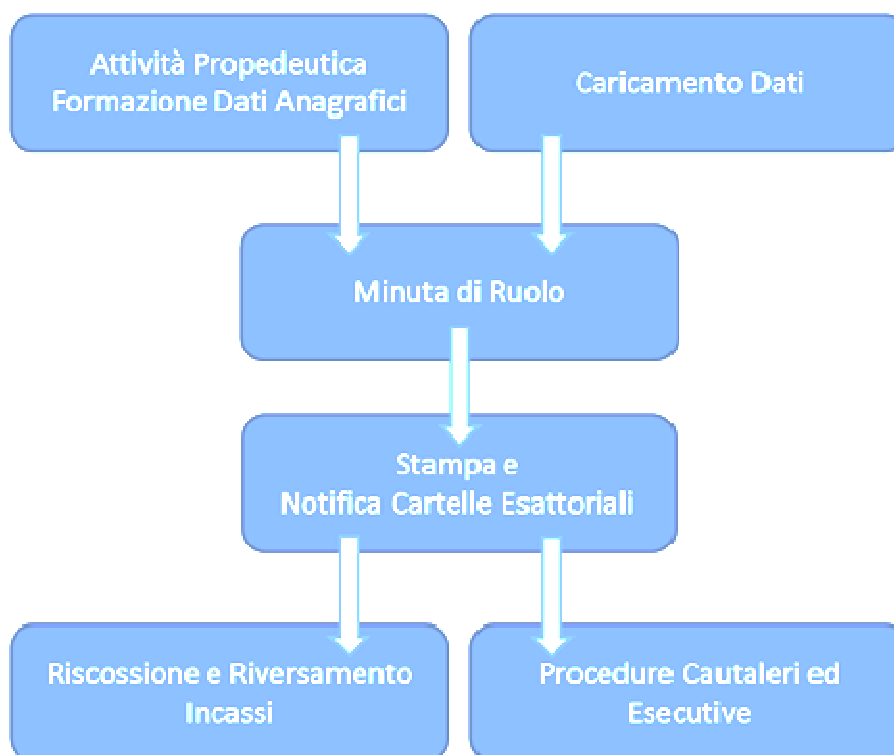 Attività Propedeutica
Formazione Dati Anagrafici
Caricamento Dati
Minuta di Ruolo
Stampa e
Notifica Cartelle Esattoriali
Riscossione e Riversamento
Incassi
Procedure Cautaleri ed
Esecutive